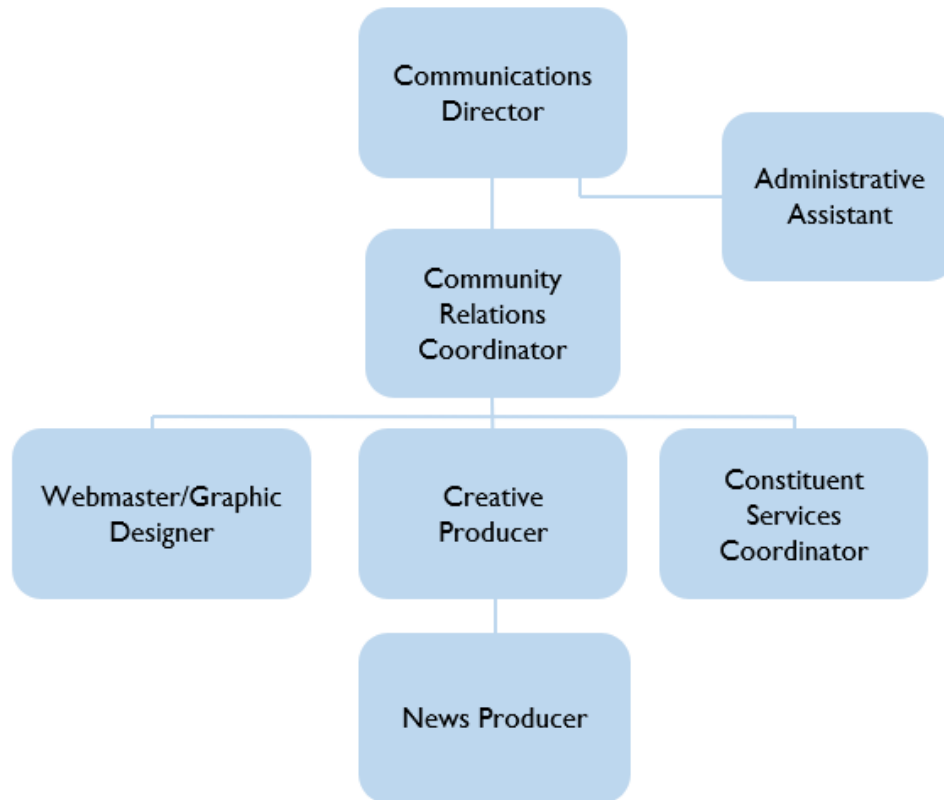 Communications
Director
Administrative
Assistant
Community
Relations
Coordinator
Webmaster/Graphic
Designer
Creative
Producer
Constituent
Services
Coordinator
News Producer